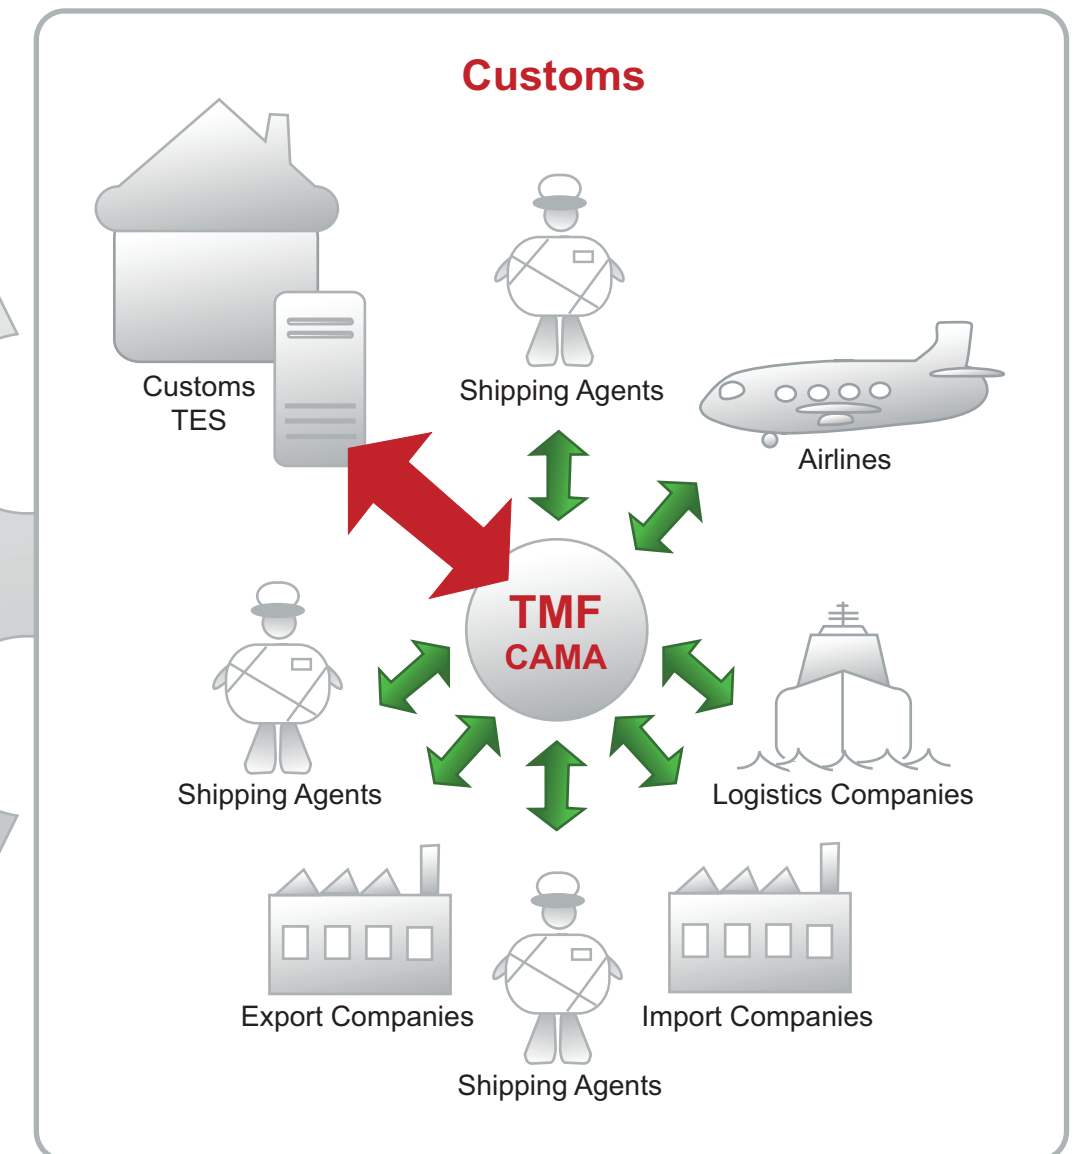 Customs
Customs
TES
Shipping Agents
Airlines
TMF
CAMA
Shipping Agents
Logistics Companies
Export Companies
Import Companies
Shipping Agents